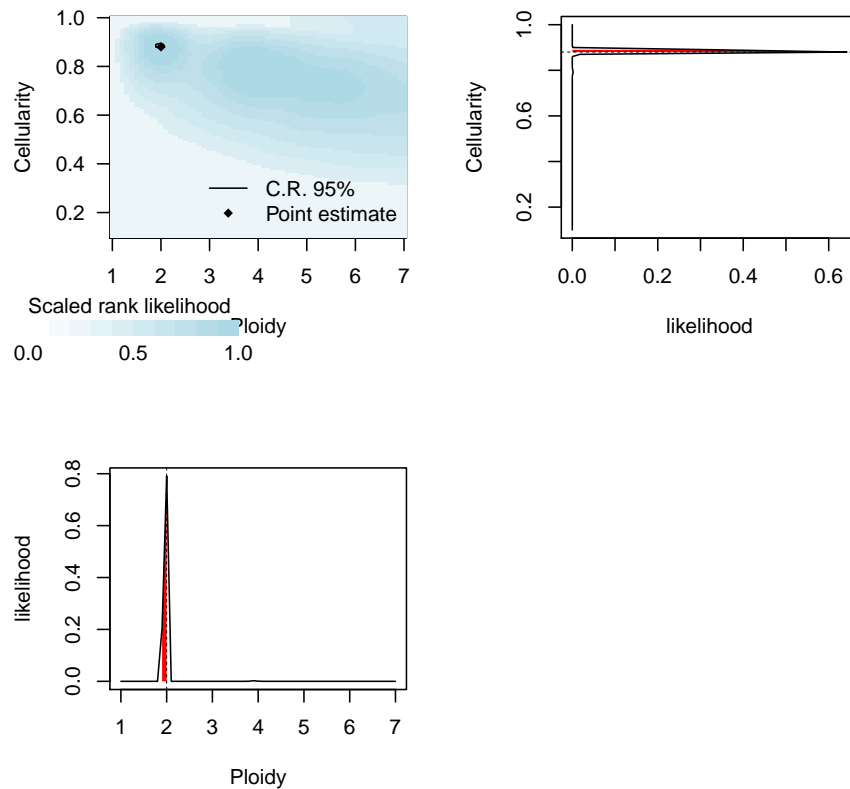 1.0
0.8
0.6
0.4
0.2
Cellularity
C.R. 95%
Point estimate
1 2 3 4 5 6 7
Ploidy
Scaled rank likelihood
0.0 0.5 1.0
1.0
0.6
0.2
Cellularity
0.0 0.2 0.4 0.6
likelihood
0.8
0.6
0.4
0.2
0.0
likelihood
1 2 3 4 5 6 7
Ploidy